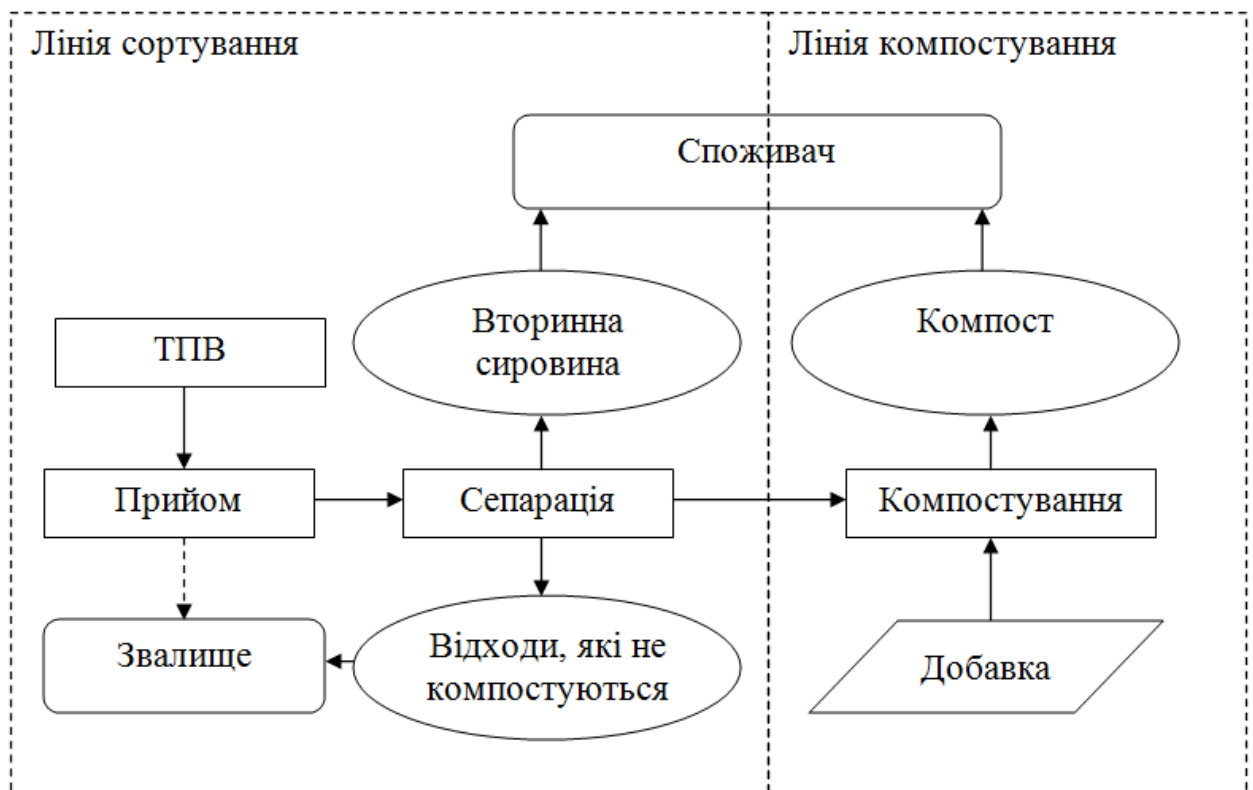 Лінія сортування
Лінія компостування
Споживач
Вторинна
сировина
Компост
ТПВ
Прийом
Сепарація
Компостування
Звалище
Відходи, які не
компостуються
Добавка